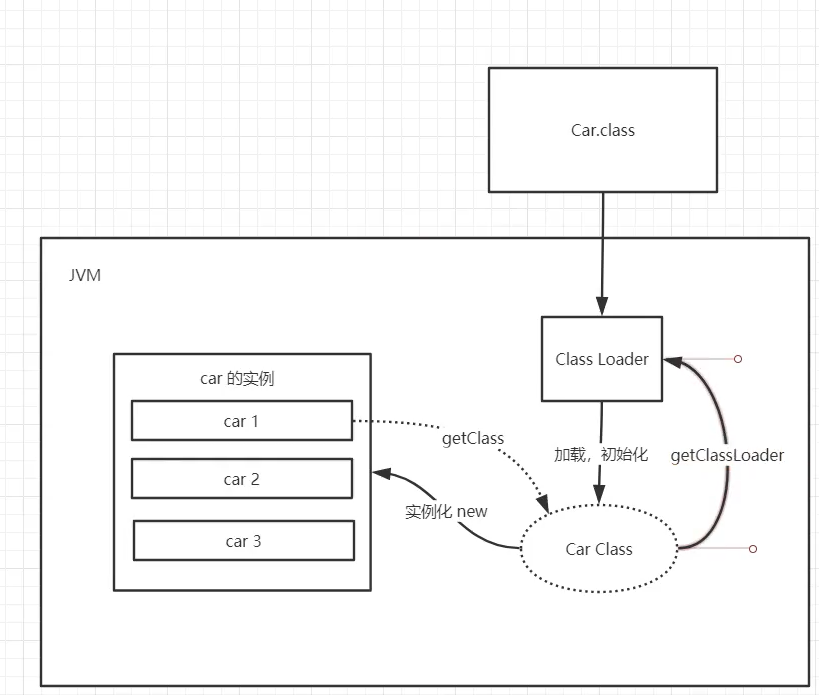 Car.class
JVM
Class Loader
car 的实例
car 1
getClass
加载，初始化
getClassLoader
car 2
实例化 new
car 3
Car Class